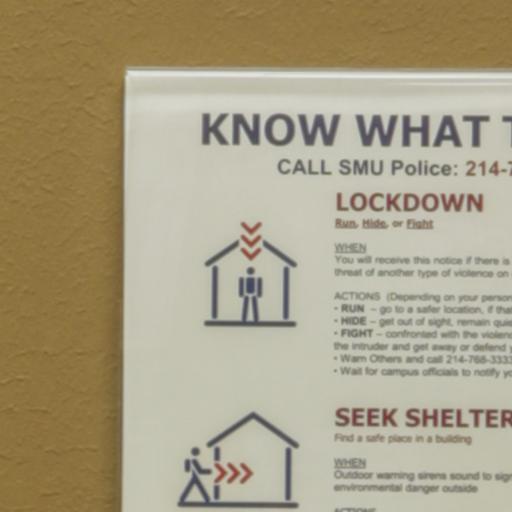 KNOW WHAT T
CALL SMU Police: 214-7
LOCKDOWN
Run, Hide, or Fight
WHEN
You will receive this notice if there is
threat of another type of violence on
ACTIONS (Depending on your person
• RUN – go to a safer location, if that
• HIDE – get out of sight, remain quie
• FIGHT – confronted with the violenc
the intruder and get away or defend y
• Warn Others and call 214-768-3333
• Wait for campus officials to notify yo
SEEK SHELTER
Find a safe place in a building
WHEN
Outdoor warning sirens sound to sign
environmental danger outside
ACTIONS